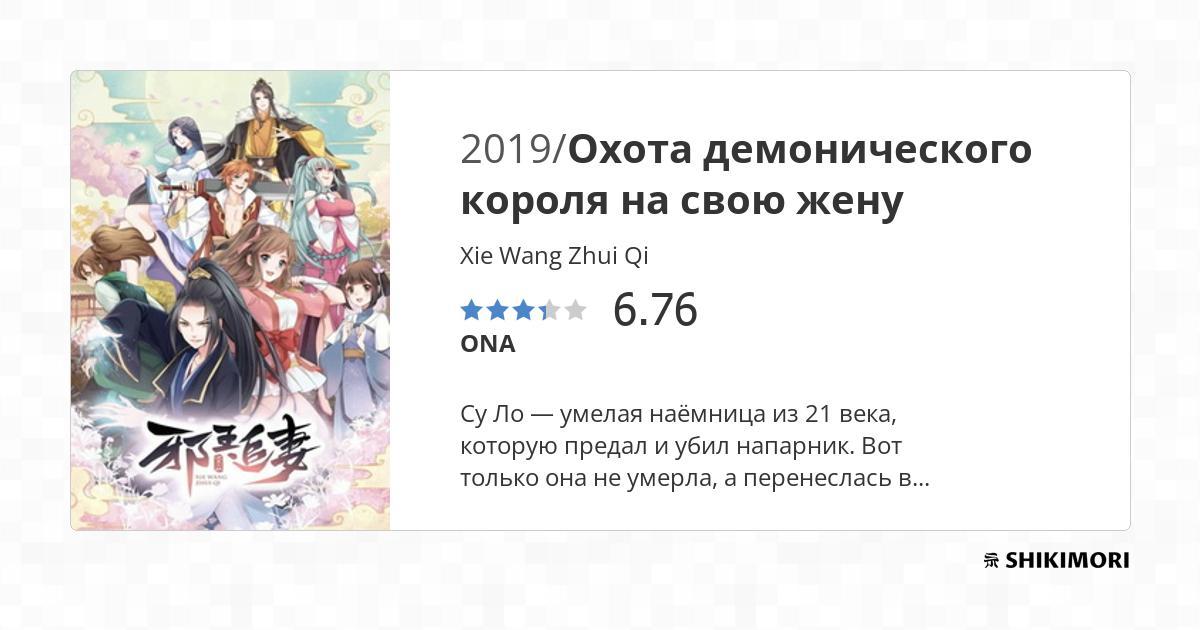 2019/Охота демонического
короля на свою жену
Xie Wang Zhui Qi
6.76
ONA
Су Ло — умелая наёмница из 21 века,
которую предал и убил напарник. Вот
только она не умерла, а перенеслась в...
邪王追妻
XIE WANG
ZHUI QI
SHIKIMORI